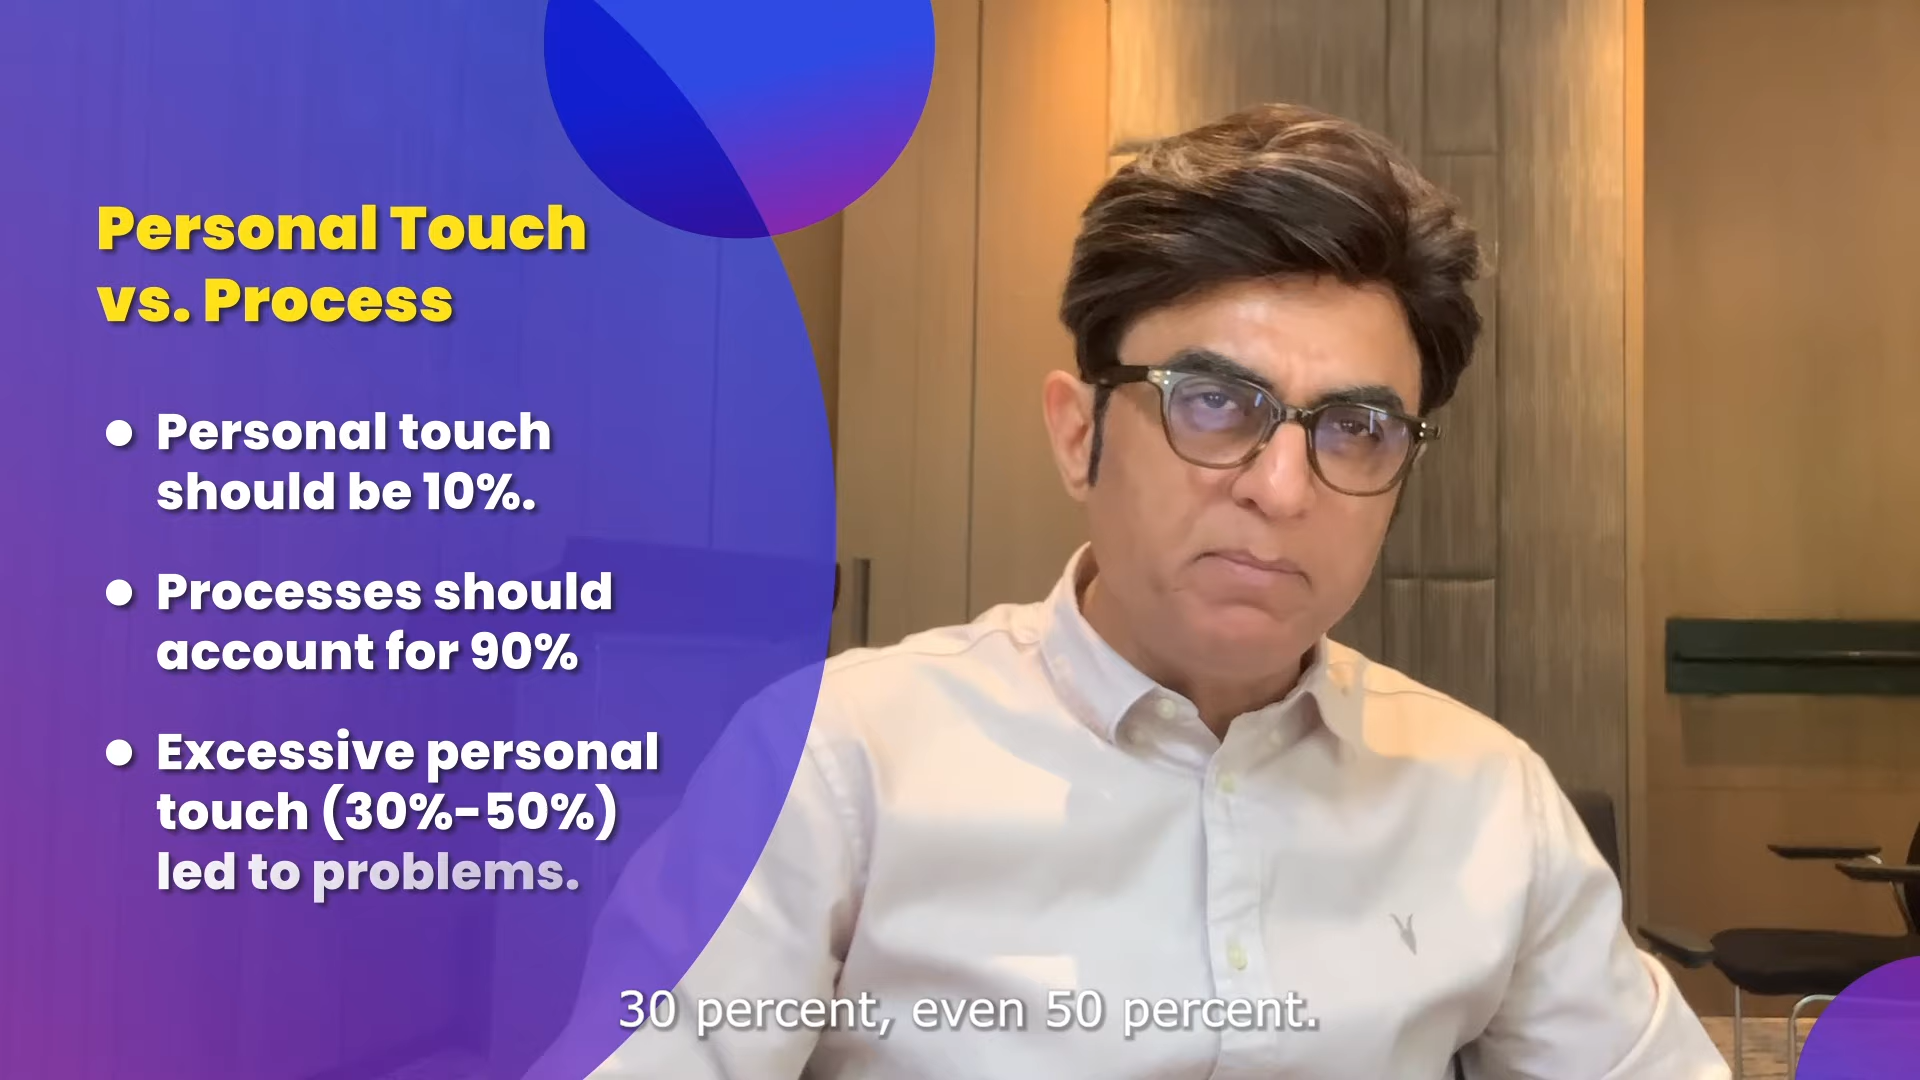 Personal Touch
vs. Process
Personal touch
should be 10%.
Processes should
account for 90%
Excessive personal
touch (30%-50%)
led to problems.
30 percent, even 50 percent.